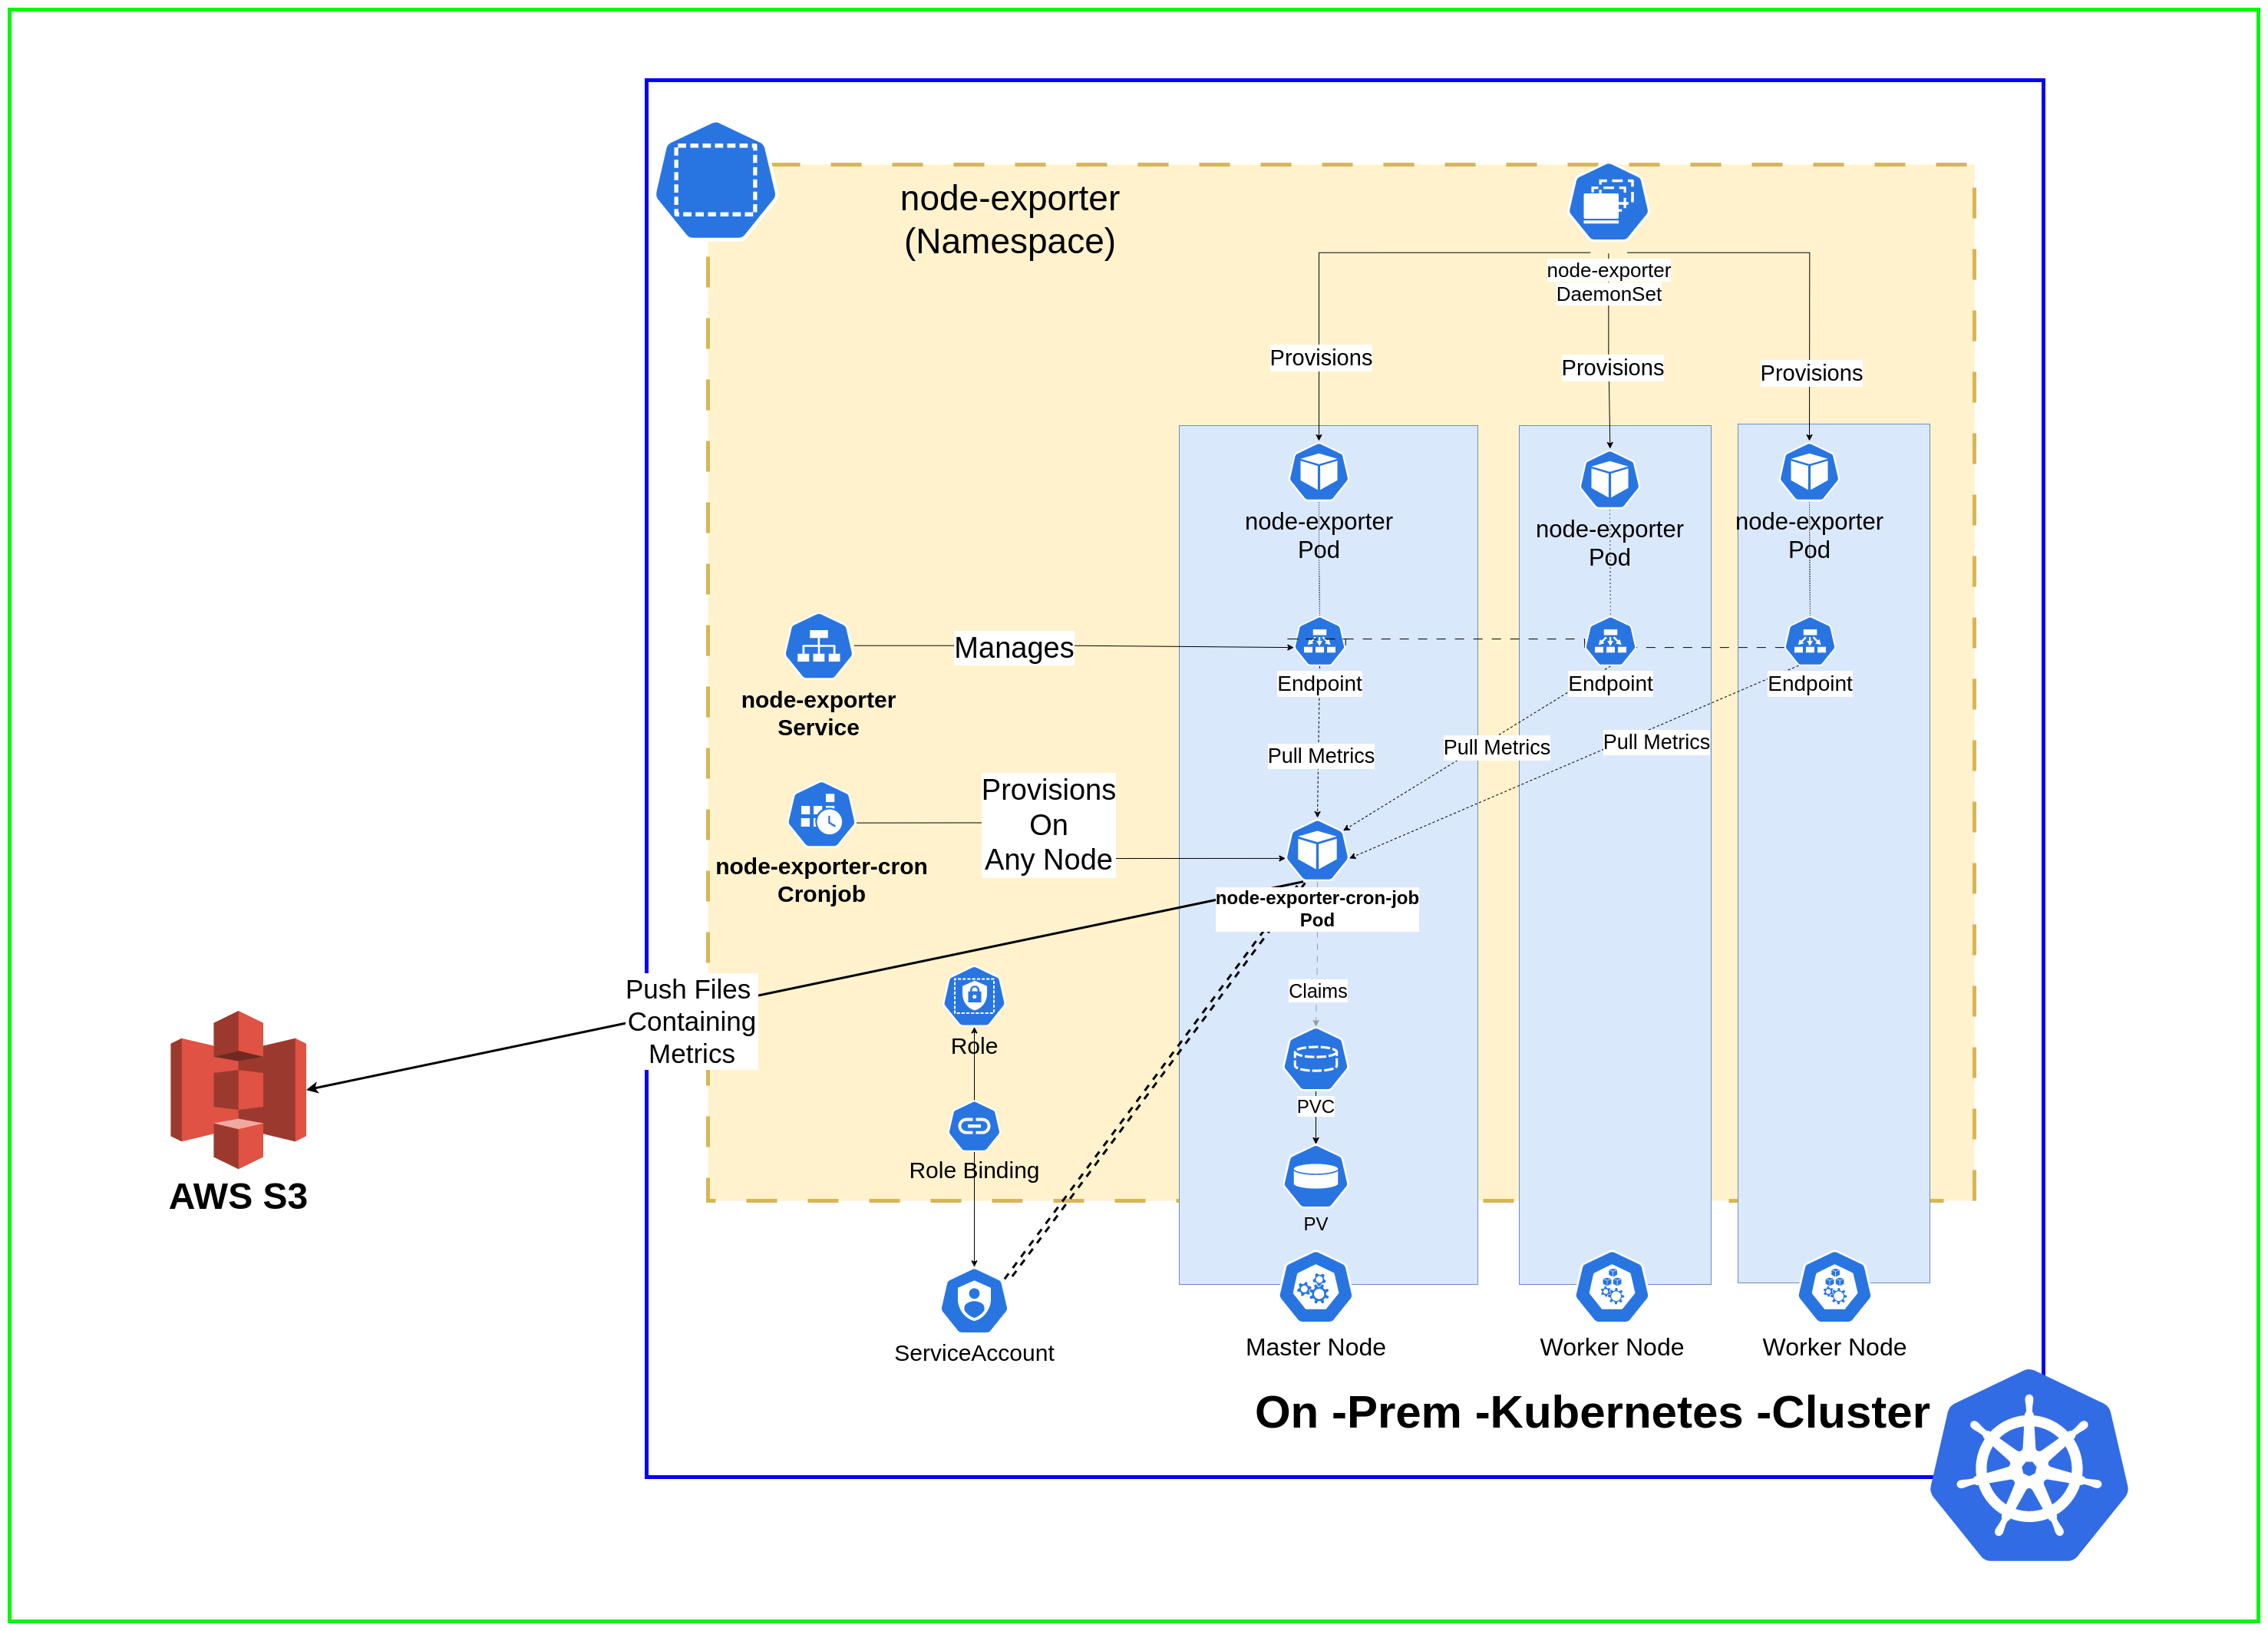 node-exporter
(Namespace)
node-exporter
DaemonSet
Provisions
Provisions
Provisions
node-exporter
Pod
node-exporter
Pod
node-exporter
Pod
Manages
node-exporter
Service
Endpoint
Endpoint
Endpoint
Pull Metrics
Pull Metrics
Pull Metrics
Provisions
On
Any Node
node-exporter-cron
Cronjob
node-exporter-cron-job
Pod
Push Files
Containing
Metrics
Claims
Role
PVC
Role Binding
AWS S3
PV
ServiceAccount
Master Node
Worker Node
Worker Node
On -Prem -Kubernetes -Cluster